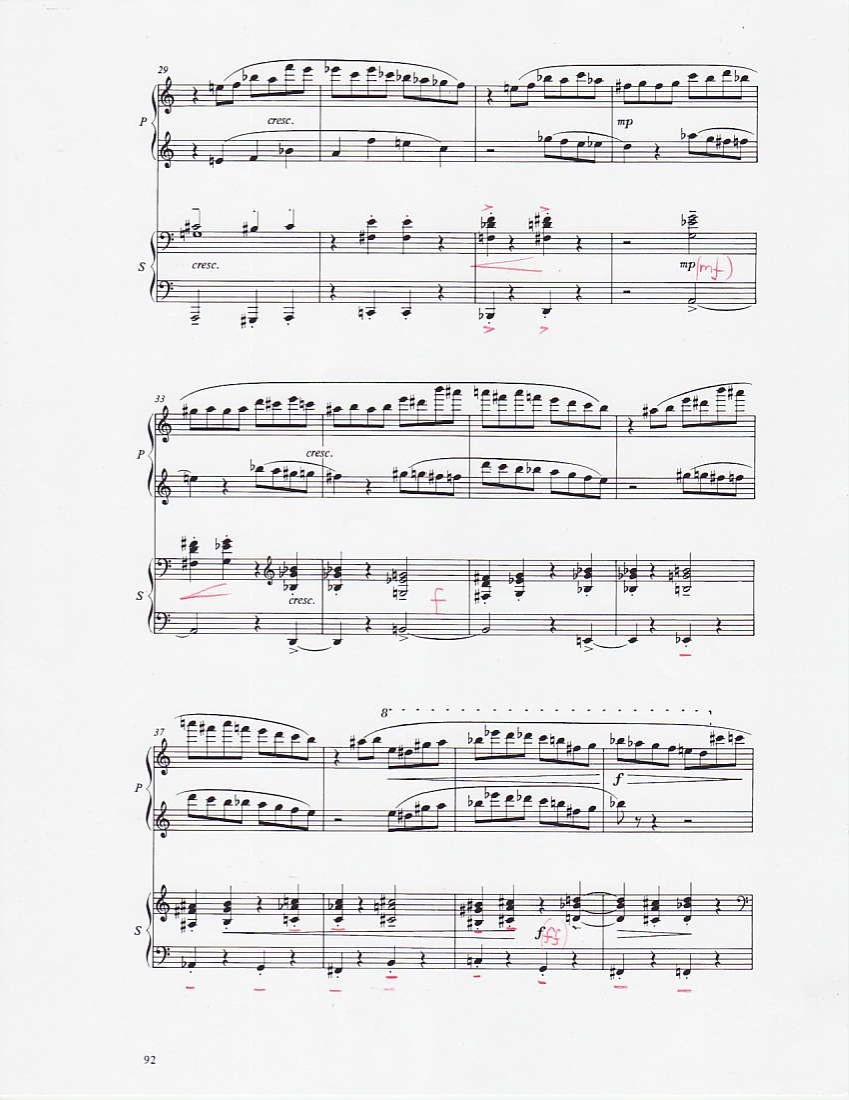 29
P
cresc.
mp
S
cresc.
mp (mf)
33
P
cresc.
S
cresc.
f
37
8
P
f
S
f (ff)
92